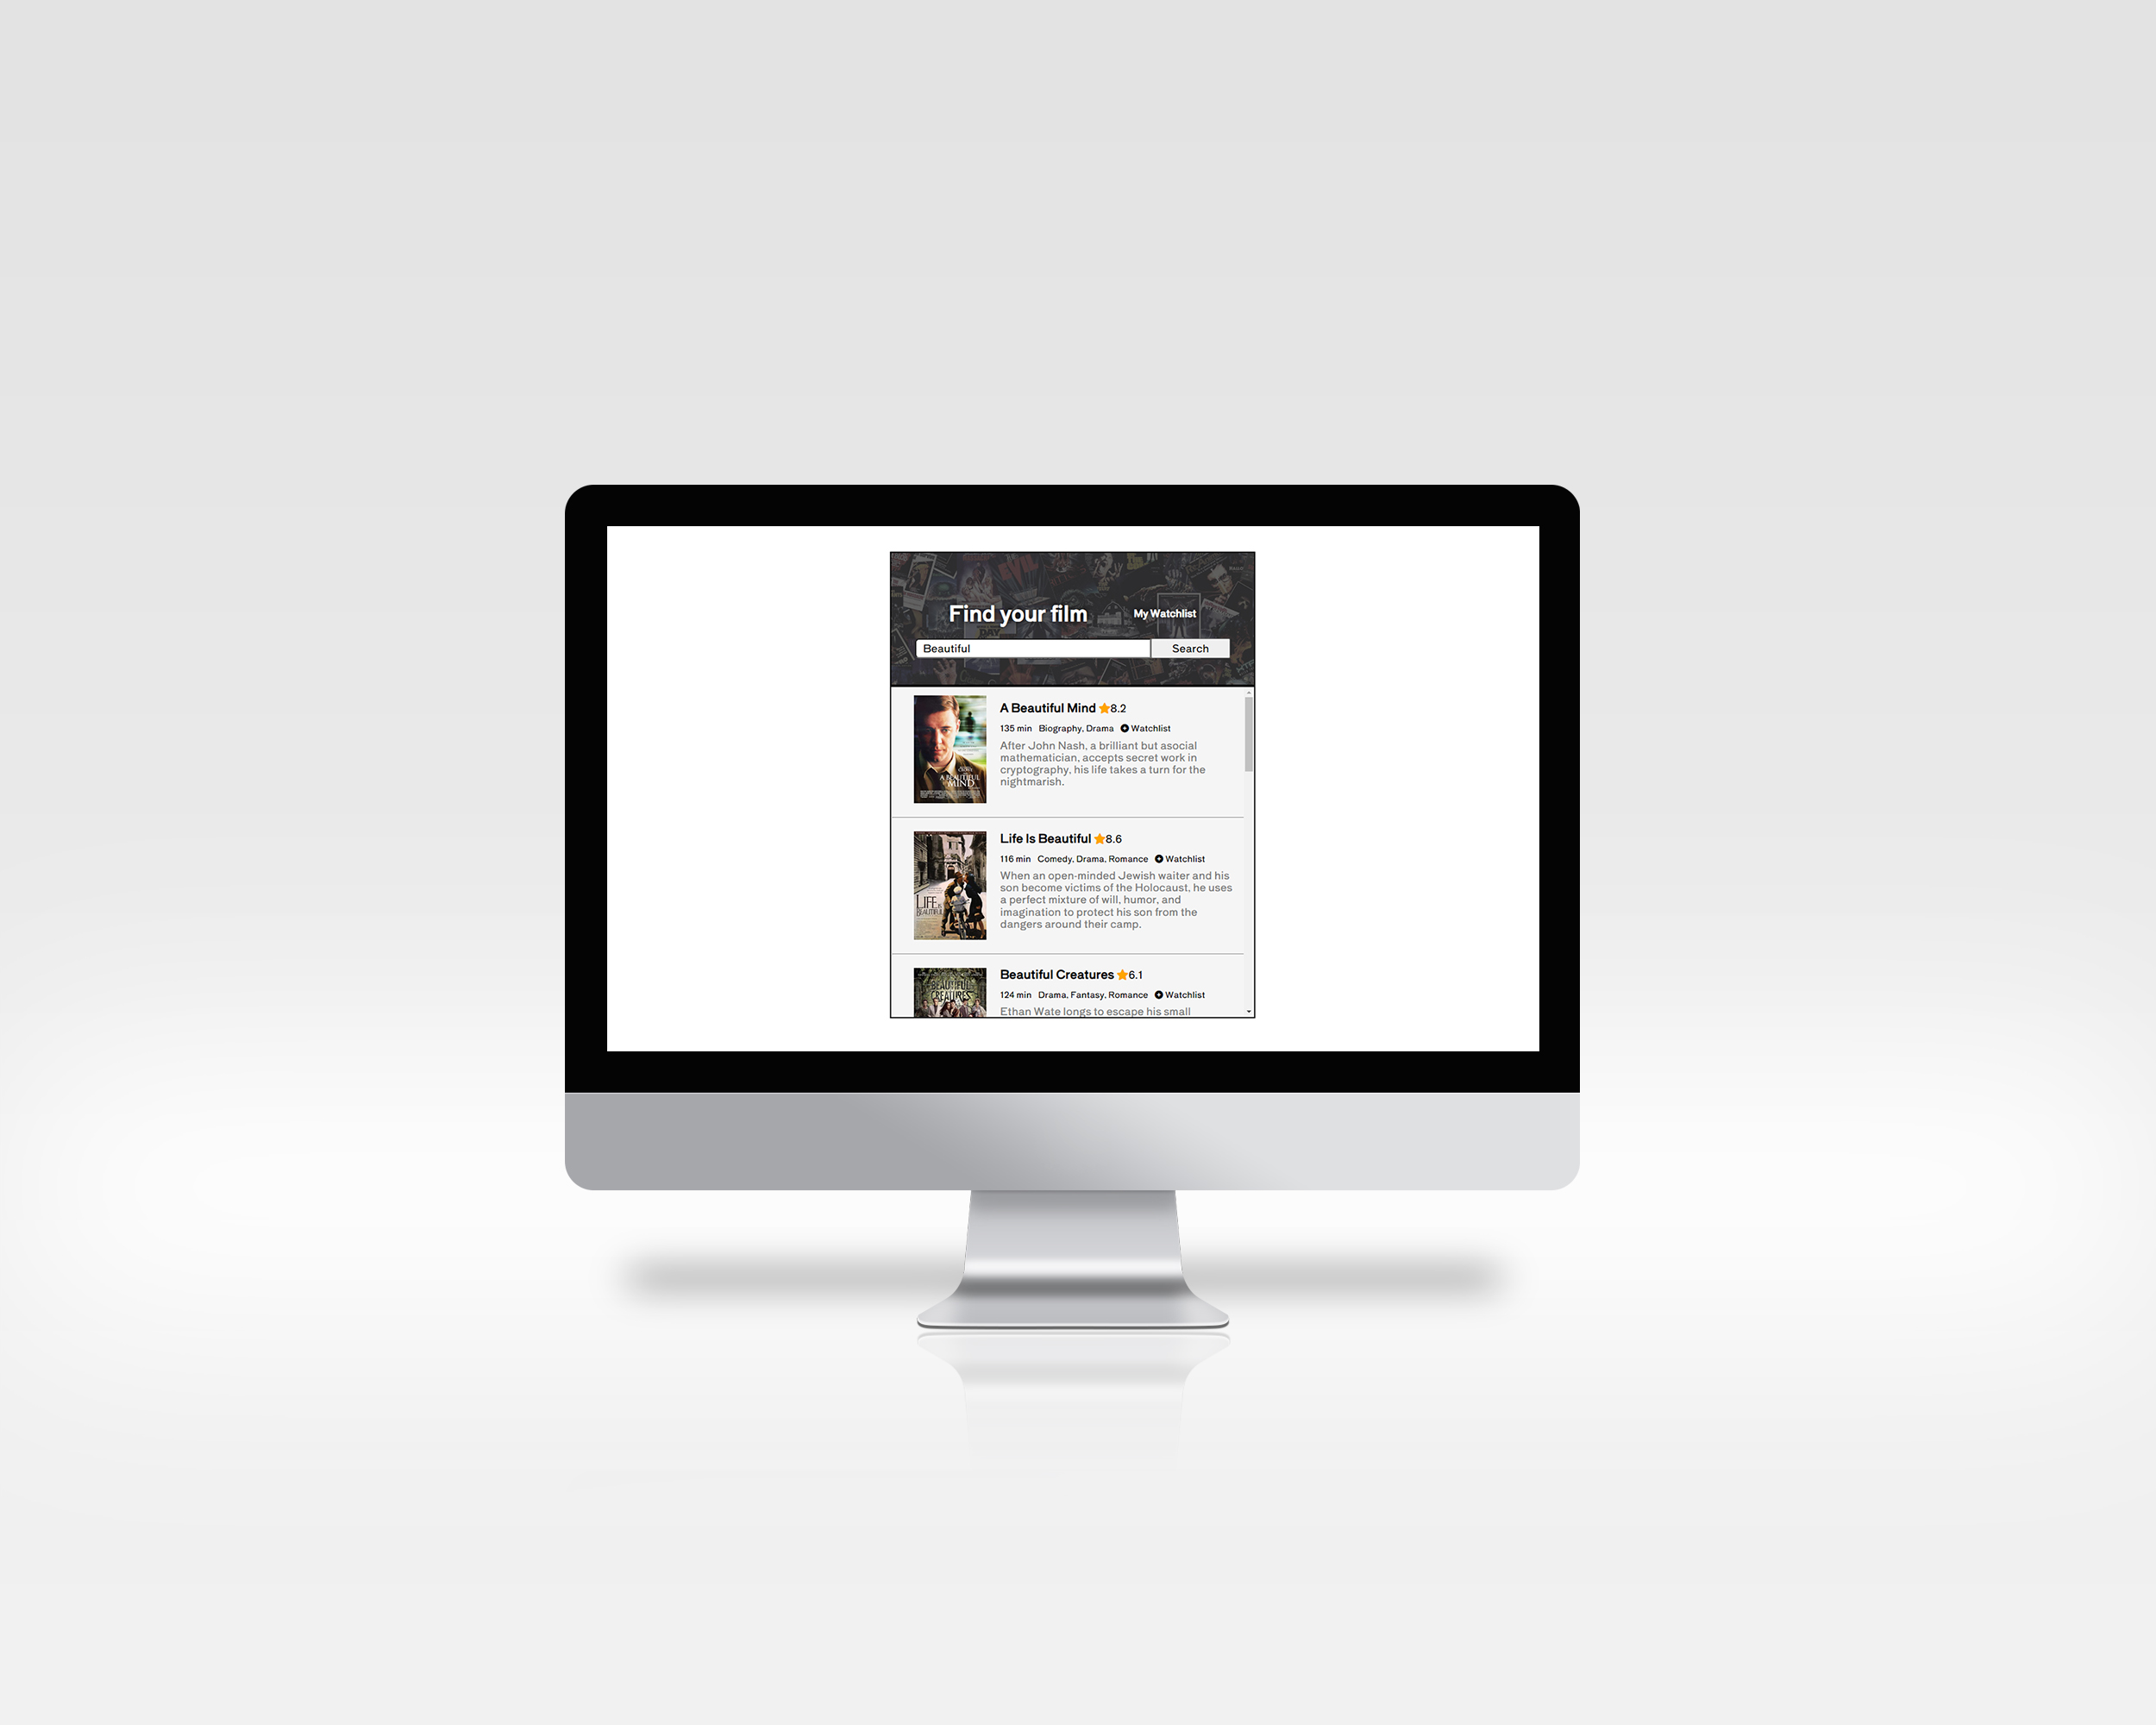 Find your film
My Watchlist
Beautiful
Search
A BEAUTIFUL
MIND
A Beautiful Mind 8.2
135 min Biography, Drama Watchlist
After John Nash, a brilliant but asocial
mathematician, accepts secret work in
cryptography, his life takes a turn for the
nightmarish.
LIFE IS
BEAUTIFUL
Life Is Beautiful 8.6
116 min Comedy, Drama, Romance Watchlist
When an open-minded Jewish waiter and his
son become victims of the Holocaust, he uses
a perfect mixture of will, humor, and
imagination to protect his son from the
dangers around their camp.
BEAUTIFUL
CREATURES
Beautiful Creatures 6.1
124 min Drama, Fantasy, Romance Watchlist
Ethan Wate longs to escape his small